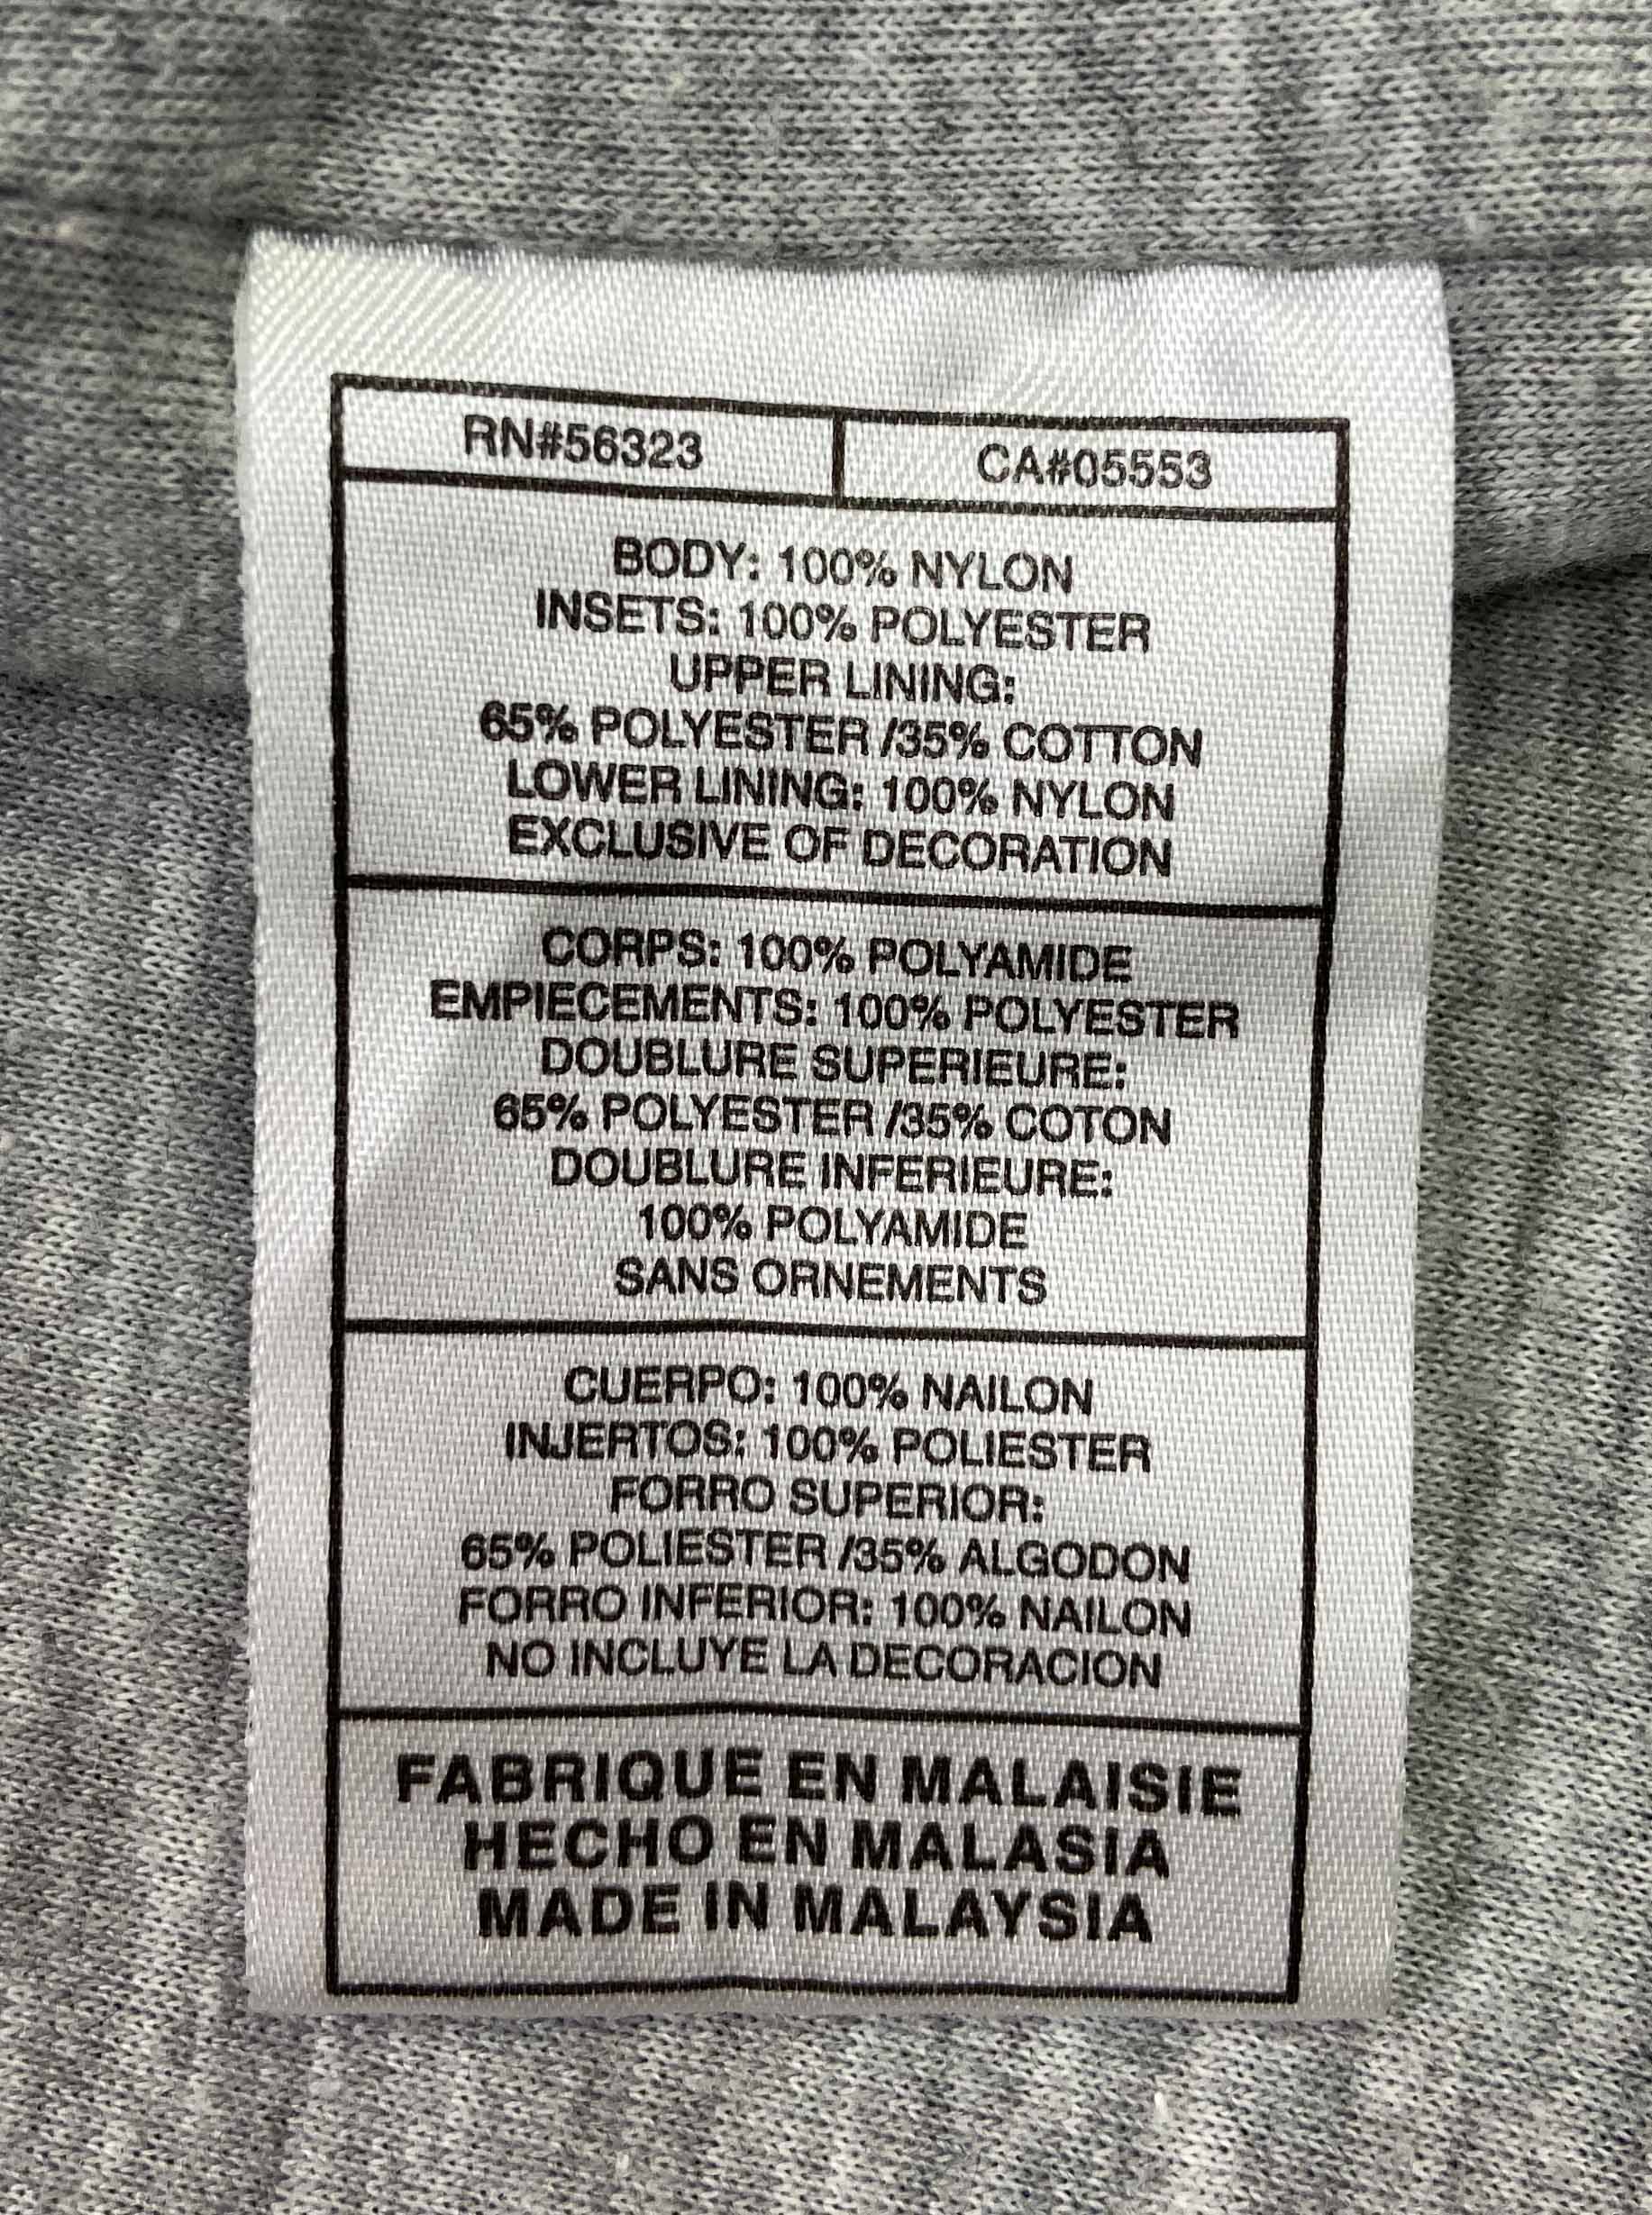 RN#56323
CA#05553
BODY: 100% NYLON
INSETS: 100% POLYESTER
UPPER LINING:
65% POLYESTER /35% COTTON
LOWER LINING: 100% NYLON
EXCLUSIVE OF DECORATION
CORPS: 100% POLYAMIDE
EMPIECEMENTS: 100% POLYESTER
DOUBLURE SUPERIEURE:
65% POLYESTER /35% COTON
DOUBLURE INFERIEURE:
100% POLYAMIDE
SANS ORNEMENTS
CUERPO: 100% NAILON
INJERTOS: 100% POLIESTER
FORRO SUPERIOR:
65% POLIESTER /35% ALGODON
FORRO INFERIOR: 100% NAILON
NO INCLUYE LA DECORACION
FABRIQUE EN MALAISIE
HECHO EN MALASIA
MADE IN MALAYSIA